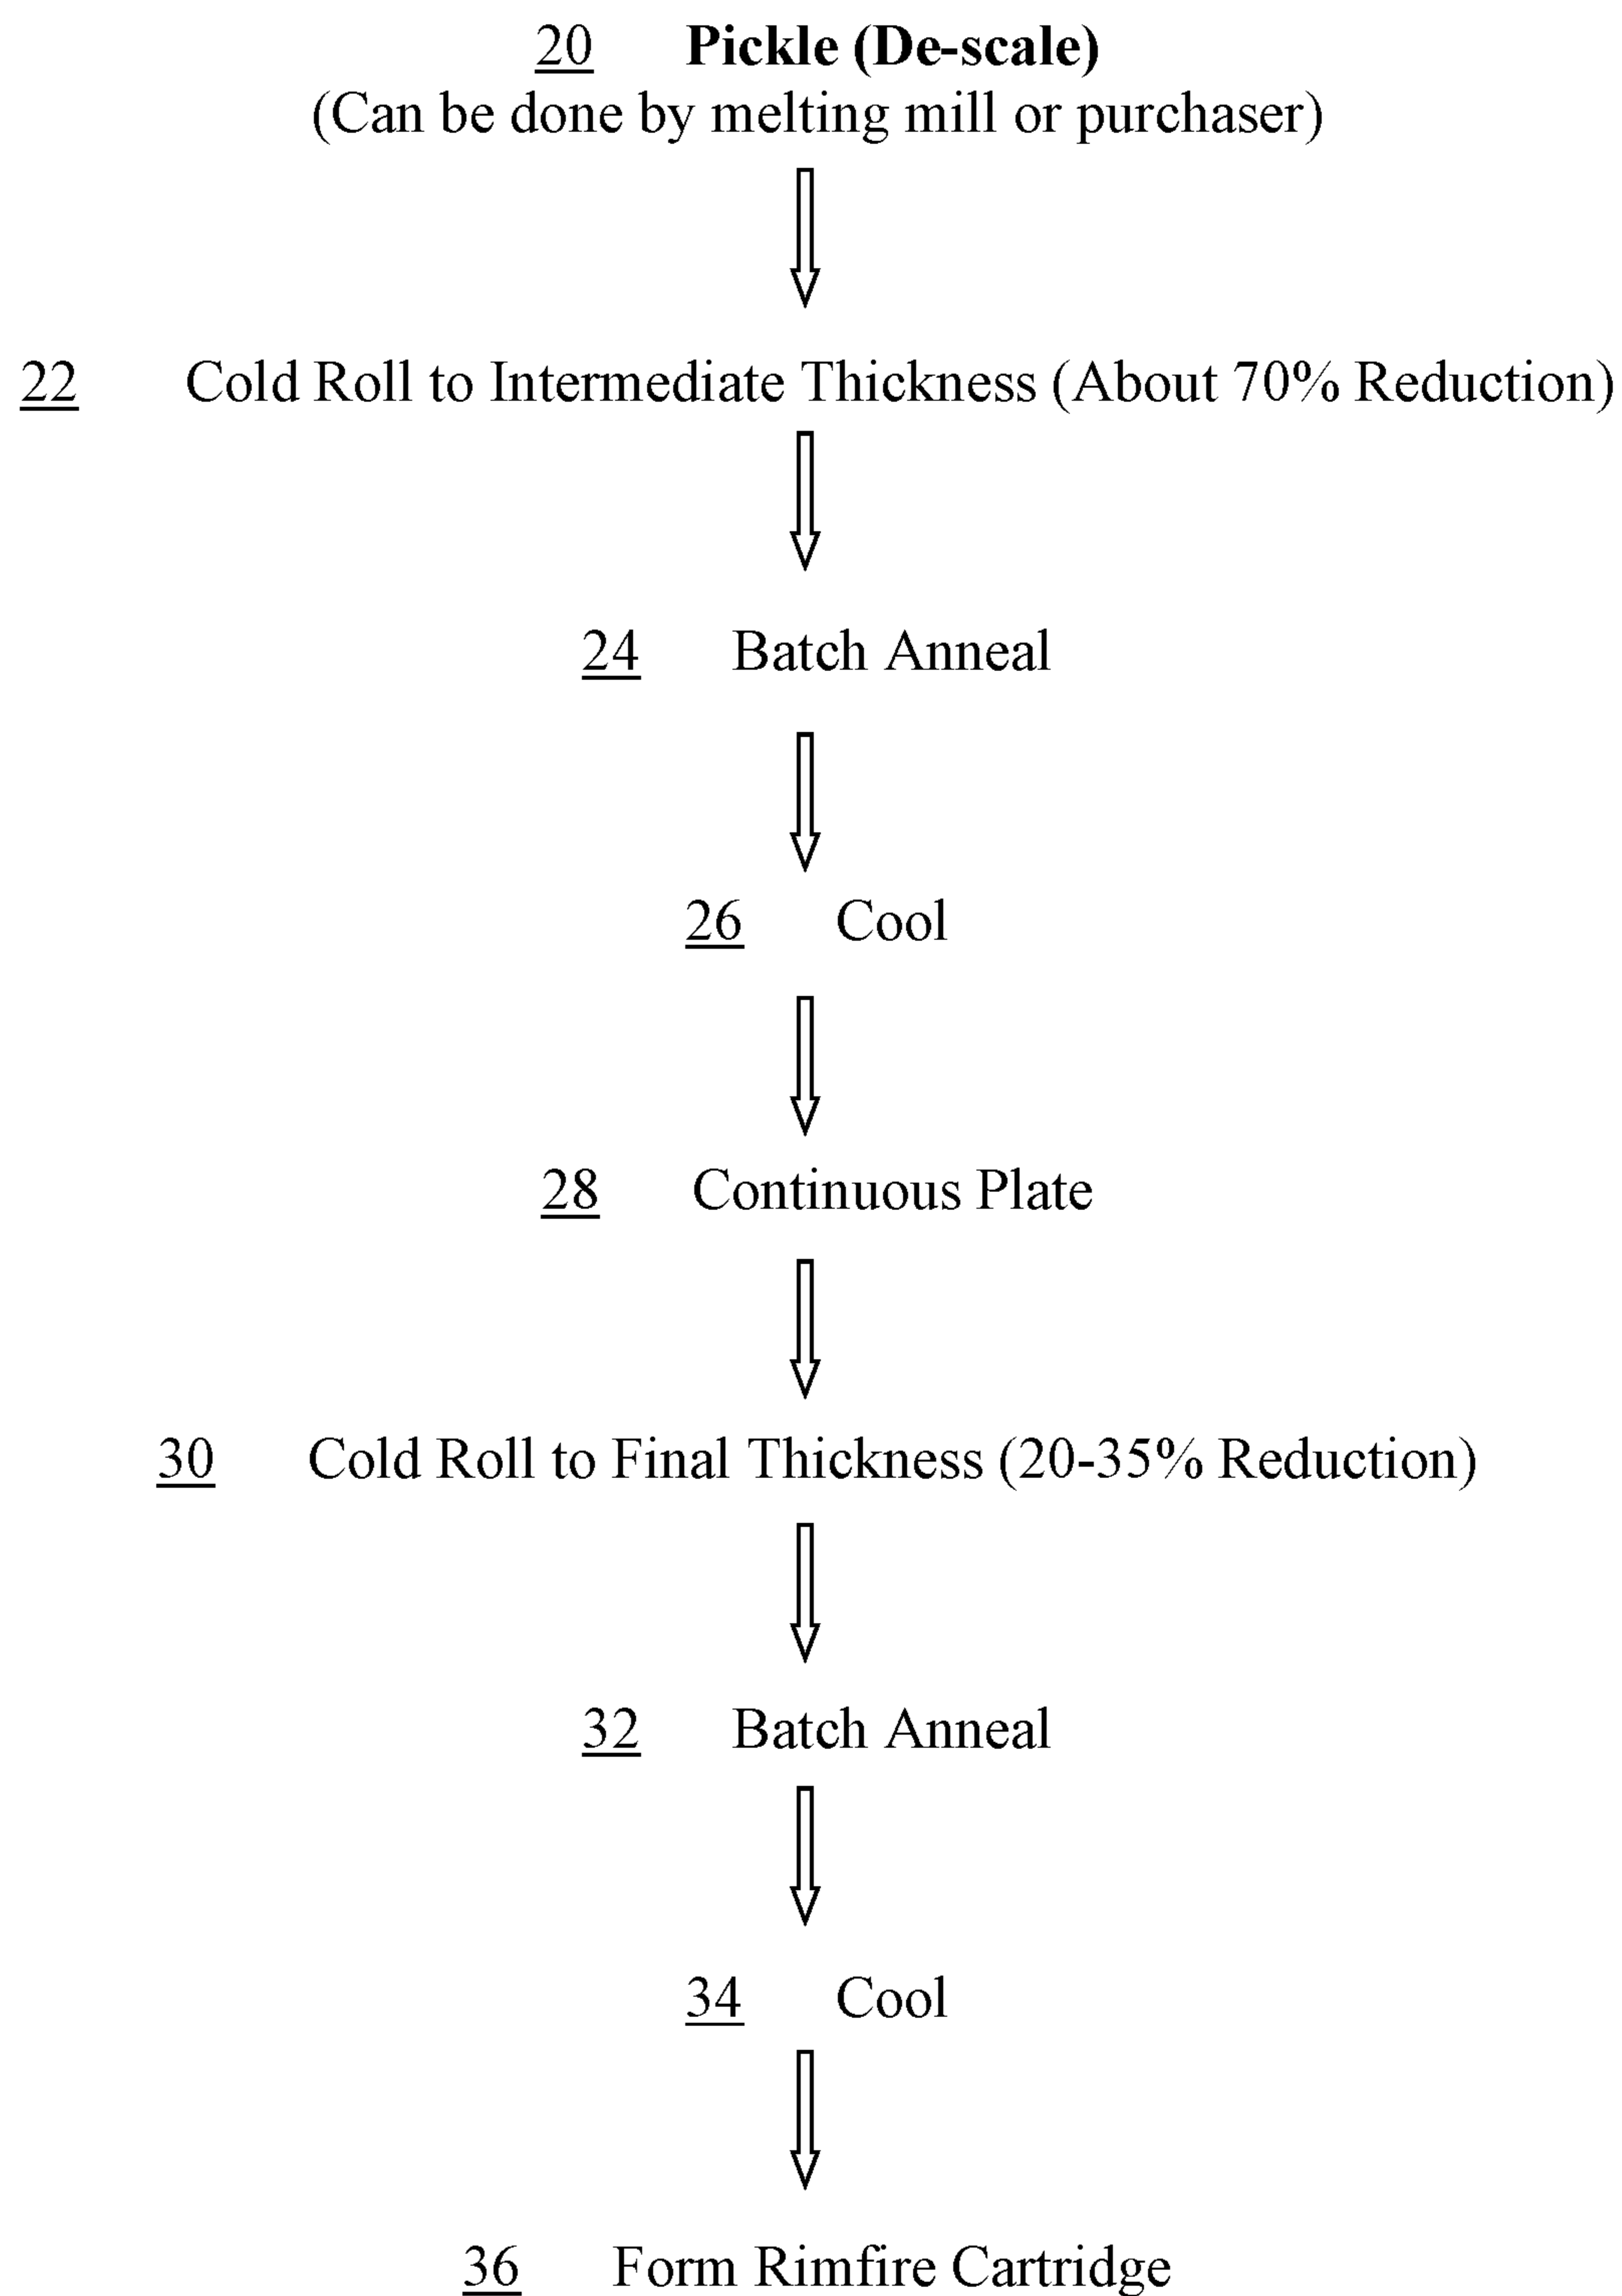 20 Pickle (De-scale)
(Can be done by melting mill or purchaser)
22 Cold Roll to Intermediate Thickness (About 70% Reduction)
24 Batch Anneal
26 Cool
28 Continuous Plate
30 Cold Roll to Final Thickness (20-35% Reduction)
32 Batch Anneal
34 Cool
36 Form Rimfire Cartridge